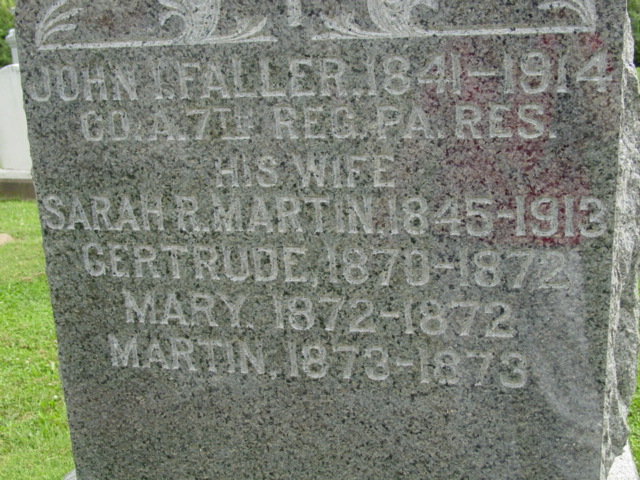 JOHN I. FALLER. 1841-1914
CO. A. 7TH REG. PA. RES.
HIS WIFE
SARAH R. MARTIN. 1845-1913
GERTRUDE, 1870-1872
MARY. 1872-1872
MARTIN. 1873-1873